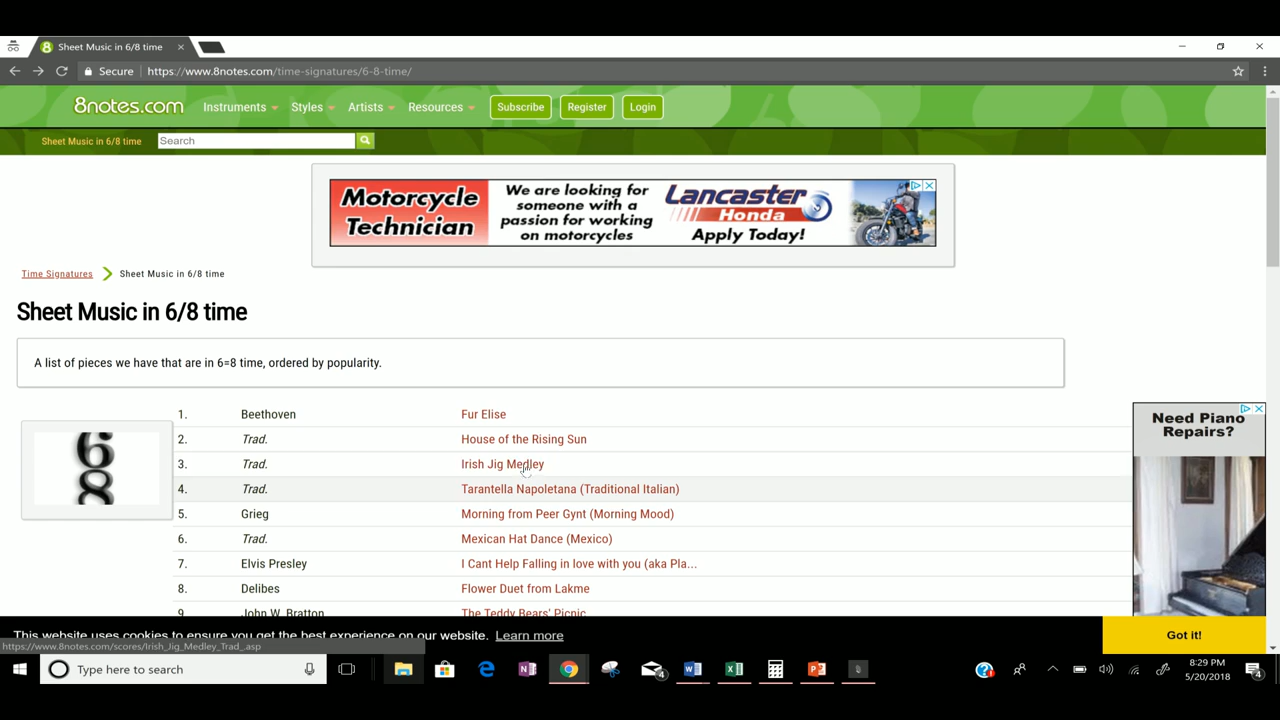 Sheet Music in 6/8 time
Secure
https://www.8notes.com/time-signatures/6-8-time/
8notes.com
Instruments
Styles
Artists
Resources
Subscribe
Register
Login
Sheet Music in 6/8 time
Search
Motorcycle
Technician
We are looking for
someone with a
passion for working
on motorcycles
Lancaster
Honda
Apply Today!
Time Signatures
Sheet Music in 6/8 time
Sheet Music in 6/8 time
A list of pieces we have that are in 6=8 time, ordered by popularity.
6
8
1. Beethoven Fur Elise
2. Trad. House of the Rising Sun
3. Trad. Irish Jig Medley
4. Trad. Tarantella Napoletana (Traditional Italian)
5. Grieg Morning from Peer Gynt (Morning Mood)
6. Trad. Mexican Hat Dance (Mexico)
7. Elvis Presley I Cant Help Falling in love with you (aka Pla...
8. Delibes Flower Duet from Lakme
9. John W. Bratton The Teddy Bears' Picnic
Need Piano
Repairs?
This website uses cookies to ensure you get the best experience on our website. Learn more
Got it!
https://www.8notes.com/scores/Irish_Jig_Medley_Trad_.asp
Type here to search
4
8:29 PM
5/20/2018
4